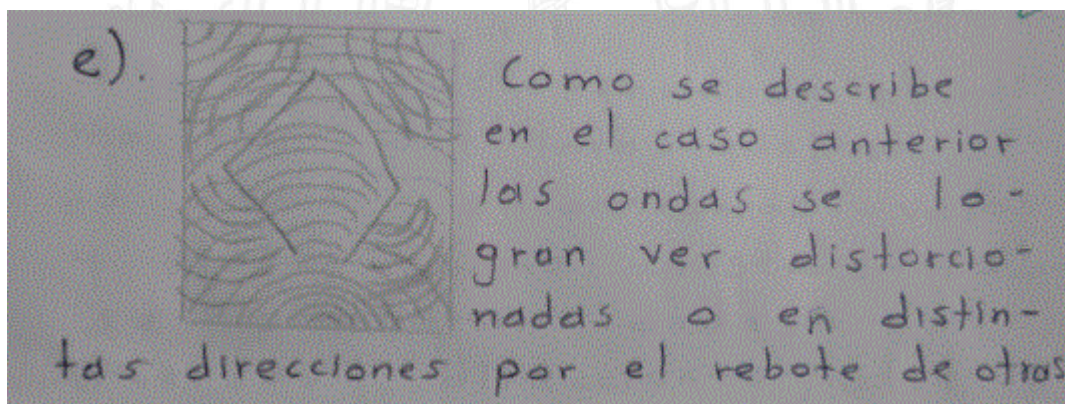 e). Como se describe
en el caso anterior
las ondas se lo-
gran ver distorcio-
nadas o en distin-
tas direcciones por el rebote de otras